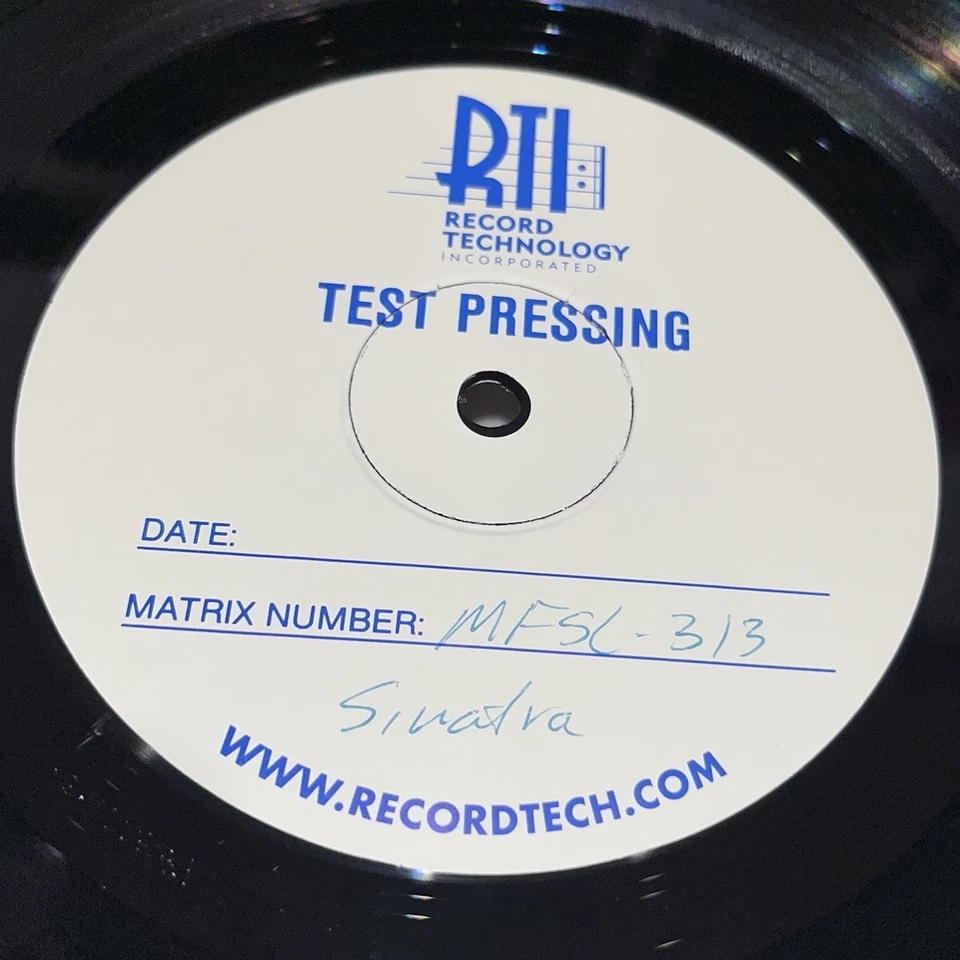 RTI
RECORD
TECHNOLOGY
INCORPORATED
TEST PRESSING
DATE:
MATRIX NUMBER: MFSL-313
Sinatra
WWW.RECORDTECH.COM